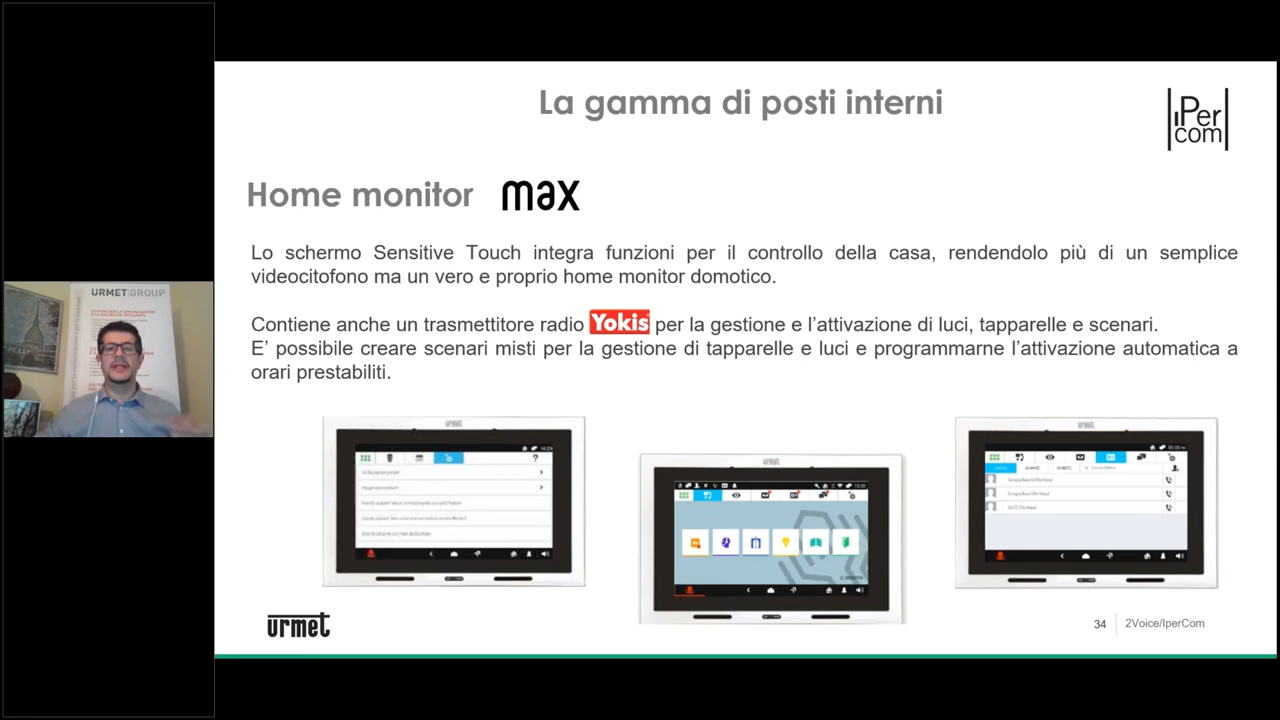 La gamma di posti interni
iPer
com
Home monitor max
Lo schermo Sensitive Touch integra funzioni per il controllo della casa, rendendolo più di un semplice
videocitofono ma un vero e proprio home monitor domotico.
Contiene anche un trasmettitore radio Yokis per la gestione e l'attivazione di luci, tapparelle e scenari.
E' possibile creare scenari misti per la gestione di tapparelle e luci e programmarne l'attivazione automatica a
orari prestabiliti.
URMET GROUP
urmet
urmet
urmet
urmet
34
2Voice/IperCom